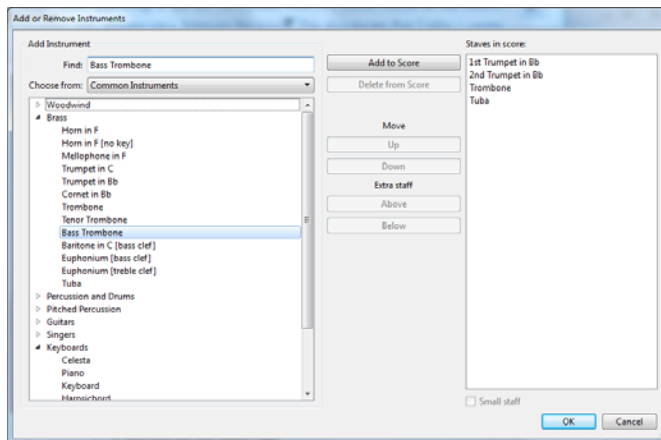 Add or Remove Instruments
Add Instrument
Find: Bass Trombone
Choose from: Common Instruments
Woodwind
Brass
Horn in F
Horn in F [no key]
Mellophone in F
Trumpet in C
Trumpet in Bb
Cornet in Bb
Trombone
Tenor Trombone
Bass Trombone
Baritone in C [bass clef]
Euphonium [bass clef]
Euphonium [treble clef]
Tuba
Percussion and Drums
Pitched Percussion
Guitars
Singers
Keyboards
Celesta
Piano
Keyboard
Harpsichord
Add to Score
Delete from Score
Move
Up
Down
Extra staff
Above
Below
Staves in score:
1st Trumpet in Bb
2nd Trumpet in Bb
Trombone
Tuba
Small staff
OK Cancel